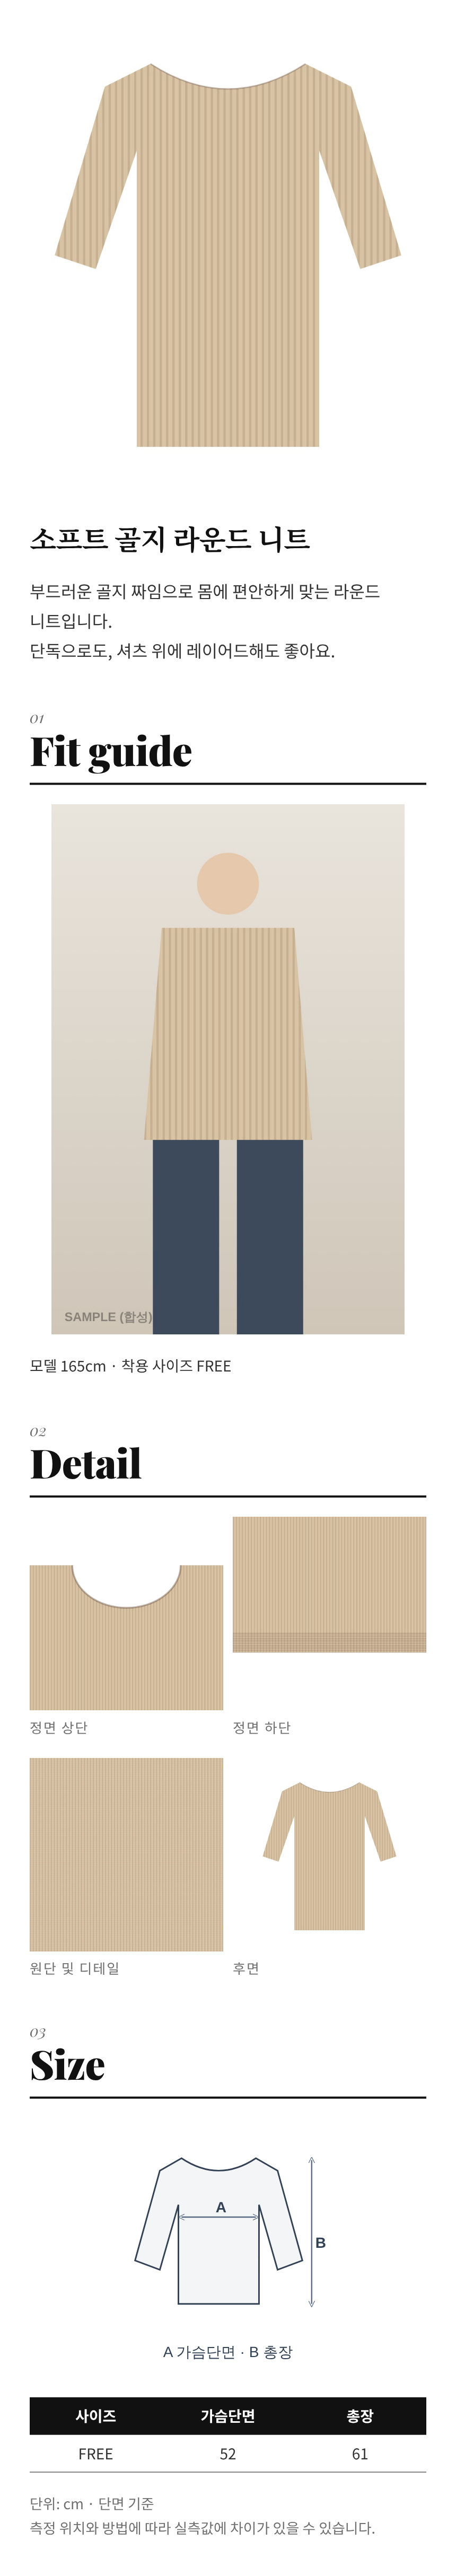 소프트 골지 라운드 니트
부드러운 골지 짜임으로 몸에 편안하게 맞는 라운드
니트입니다.
단독으로도, 셔츠 위에 레이어드해도 좋아요.
01
Fit guide
SAMPLE (합성)
모델 165cm · 착용 사이즈 FREE
02
Detail
정면 상단
정면 하단
원단 및 디테일
후면
03
Size
A
B
A 가슴단면 · B 총장
사이즈 가슴단면 총장
FREE 52 61
단위: cm · 단면 기준
측정 위치와 방법에 따라 실측값에 차이가 있을 수 있습니다.